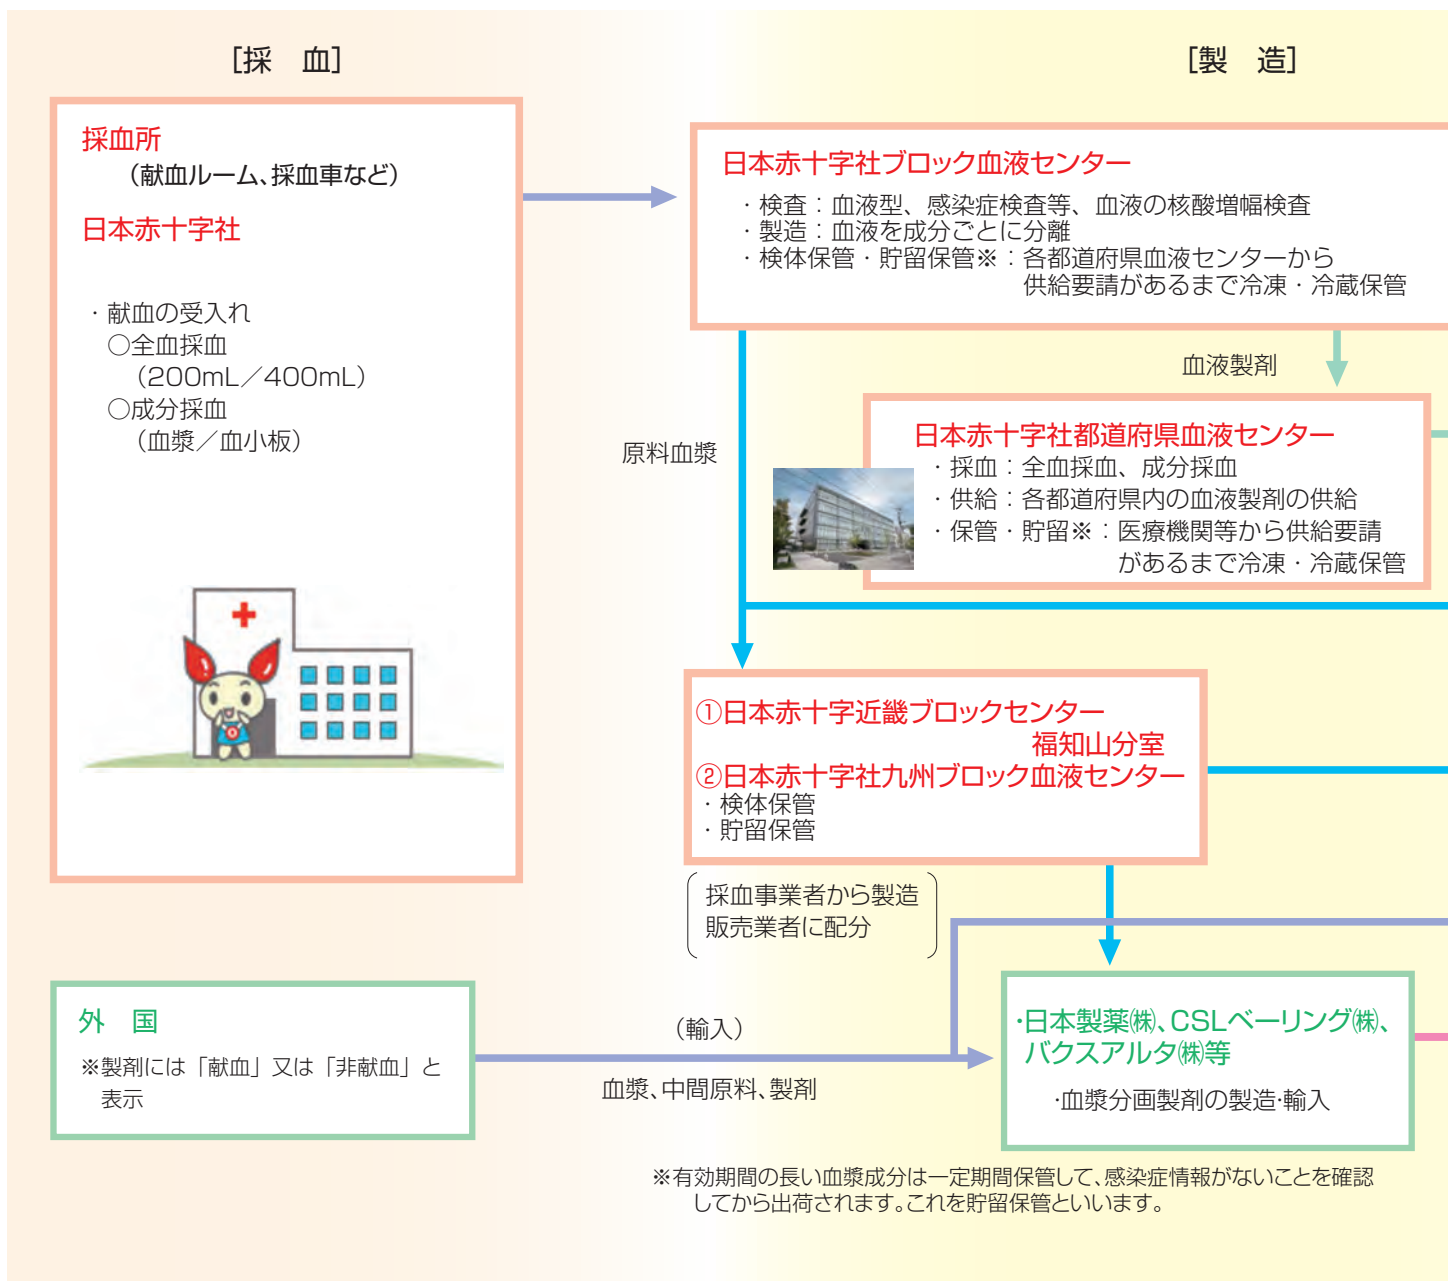 ［採　血］
採血所
（献血ルーム、採血車など）
日本赤十字社
・献血の受入れ
○全血採血
（200mL／400mL）
○成分採血
（血漿／血小板）
外　国
※製剤には「献血」又は「非献血」と
表示
［製　造］
日本赤十字社ブロック血液センター
・検査：血液型、感染症検査等、血液の核酸増幅検査
・製造：血液を成分ごとに分離
・検体保管・貯留保管※：各都道府県血液センターから
供給要請があるまで冷凍・冷蔵保管
血液製剤
原料血漿
日本赤十字社都道府県血液センター
・採血：全血採血、成分採血
・供給：各都道府県内の血液製剤の供給
・保管・貯留※：医療機関等から供給要請
があるまで冷凍・冷蔵保管
①日本赤十字近畿ブロックセンター
福知山分室
②日本赤十字社九州ブロック血液センター
・検体保管
・貯留保管
採血事業者から製造
販売業者に配分
（輸入）
血漿、中間原料、製剤
・日本製薬㈱、CSLベーリング㈱、
バクスアルタ㈱等
・血漿分画製剤の製造・輸入
※有効期間の長い血漿成分は一定期間保管して、感染症情報がないことを確認
してから出荷されます。これを貯留保管といいます。